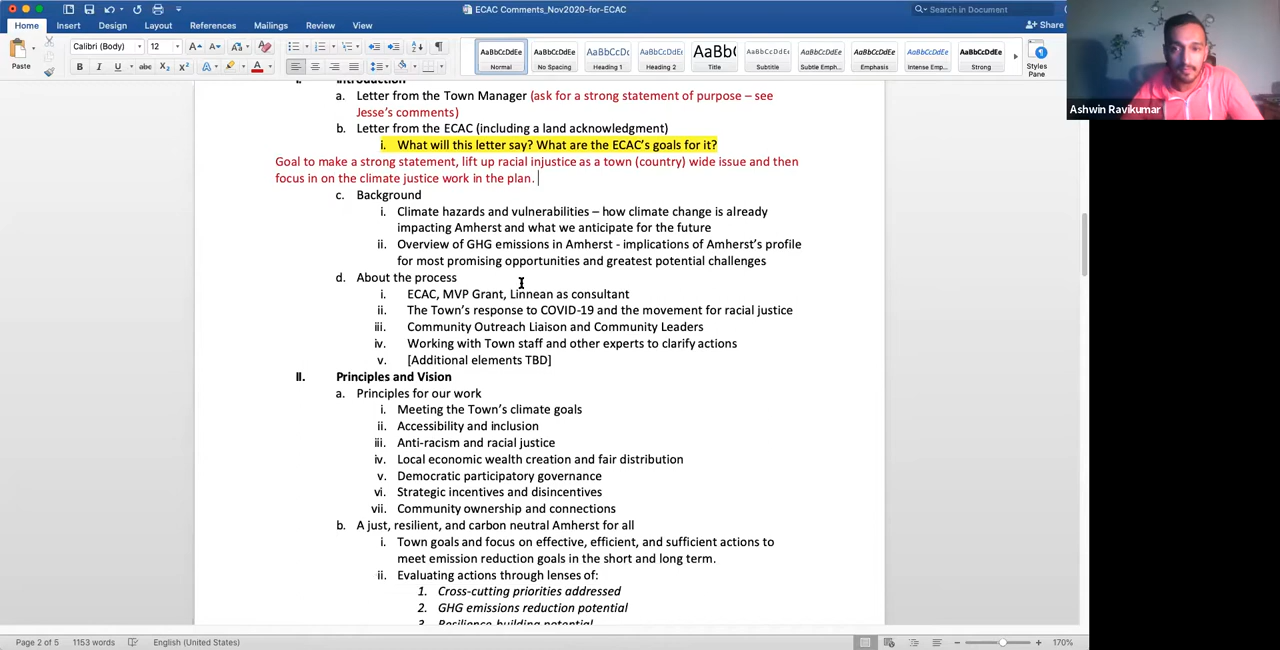 ECAC Comments_Nov2020-for-ECAC
Search in Document
Home Insert Design Layout References Mailings Review View
Share
Paste
Calibri (Body) 12
AaBbCcDdEe AaBbCcDdEe AaBbCcDc AaBbCcDdEe AaBb( AaBbCcDdEe AaBbCcDdEe AaBbCcDdEe AaBbCcDdEe AaBbCcDdEe
Normal No Spacing Heading 1 Heading 2 Title Subtitle Subtle Emph... Emphasis Intense Emp... Strong
Styles
Pane
Ashwin Ravikumar
I. Introduction
a. Letter from the Town Manager (ask for a strong statement of purpose – see
Jesse's comments)
b. Letter from the ECAC (including a land acknowledgment)
i. What will this letter say? What are the ECAC's goals for it?
Goal to make a strong statement, lift up racial injustice as a town (country) wide issue and then
focus in on the climate justice work in the plan.
c. Background
i. Climate hazards and vulnerabilities – how climate change is already
impacting Amherst and what we anticipate for the future
ii. Overview of GHG emissions in Amherst - implications of Amherst's profile
for most promising opportunities and greatest potential challenges
d. About the process
i. ECAC, MVP Grant, Linnean as consultant
ii. The Town's response to COVID-19 and the movement for racial justice
iii. Community Outreach Liaison and Community Leaders
iv. Working with Town staff and other experts to clarify actions
v. [Additional elements TBD]
II. Principles and Vision
a. Principles for our work
i. Meeting the Town's climate goals
ii. Accessibility and inclusion
iii. Anti-racism and racial justice
iv. Local economic wealth creation and fair distribution
v. Democratic participatory governance
vi. Strategic incentives and disincentives
vii. Community ownership and connections
b. A just, resilient, and carbon neutral Amherst for all
i. Town goals and focus on effective, efficient, and sufficient actions to
meet emission reduction goals in the short and long term.
ii. Evaluating actions through lenses of:
1. Cross-cutting priorities addressed
2. GHG emissions reduction potential
3. Resilience-building potential
Page 2 of 5 1153 words English (United States) 170%